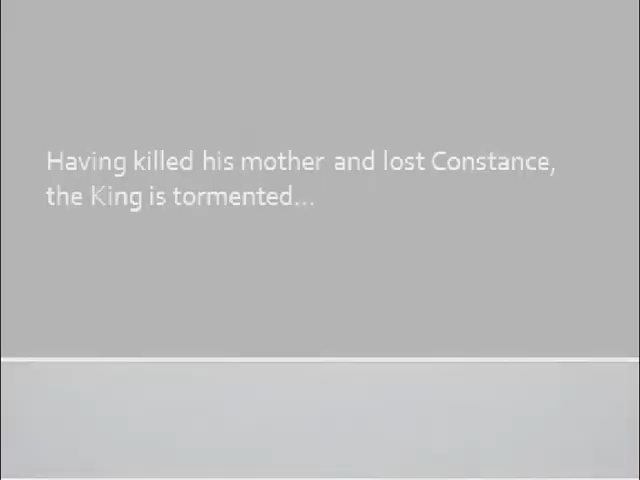 Having killed his mother and lost Constance,
the King is tormented...